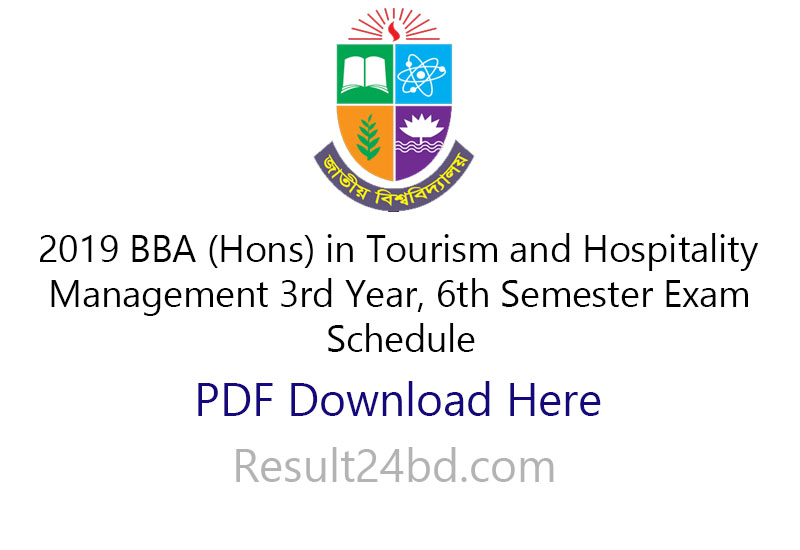 জাতীয় বিশ্ববিদ্যালয়
2019 BBA (Hons) in Tourism and Hospitality
Management 3rd Year, 6th Semester Exam
Schedule
PDF Download Here
Result24bd.com